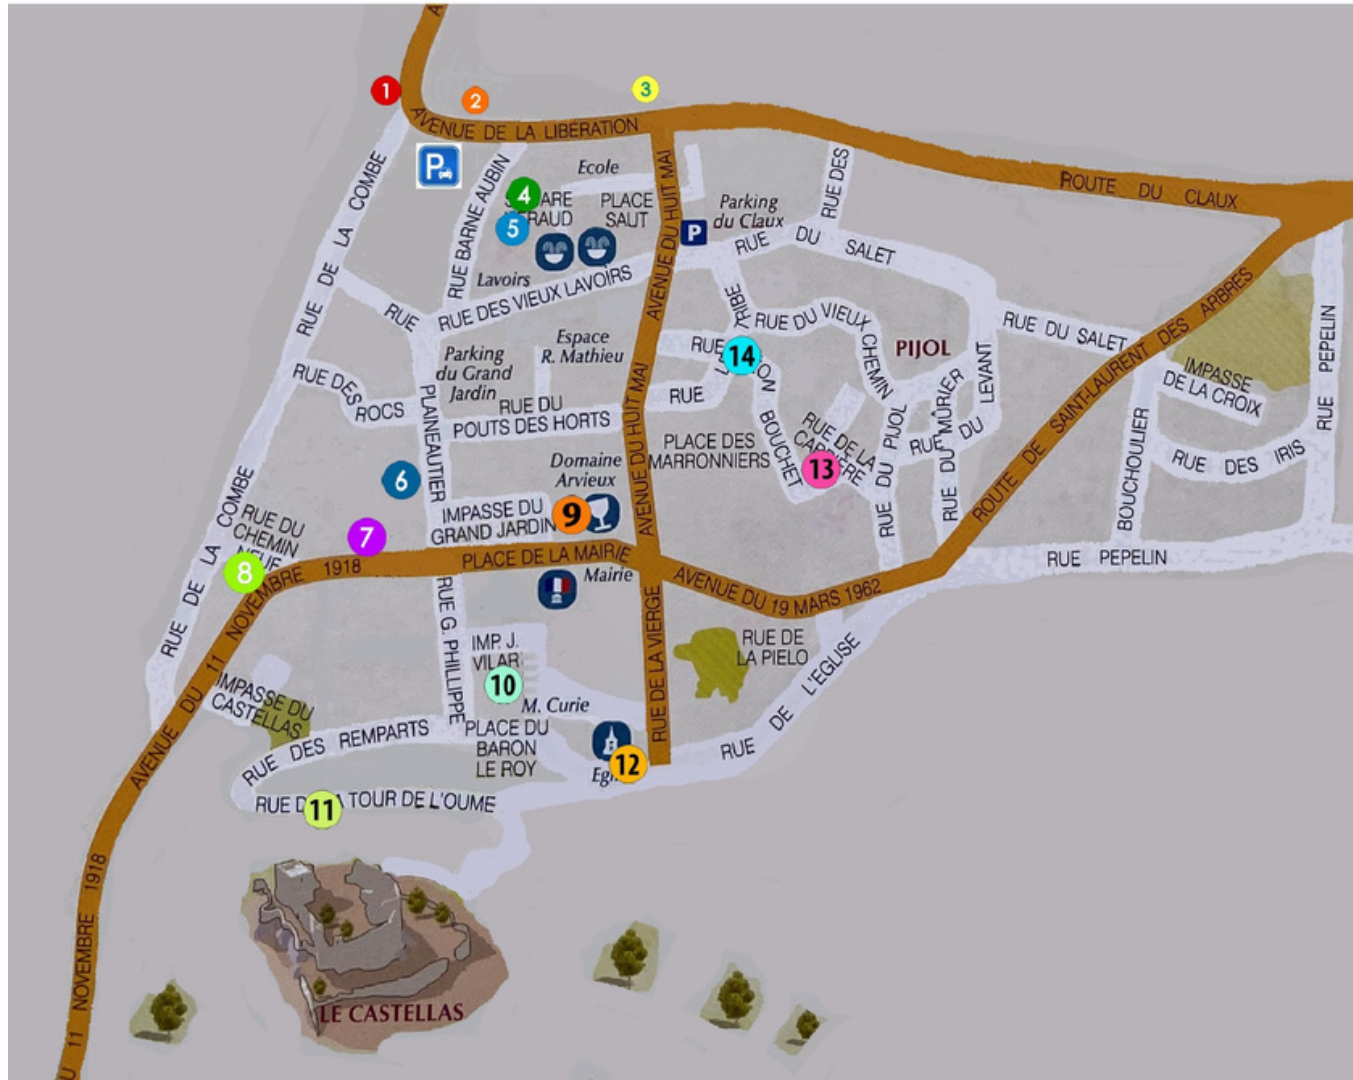 1
2
3
AVENUE DE LA LIBÉRATION
P
RUE DE LA COMBE
RUE BARNE AUBIN
Ecole
4
5
PLACE
SAUT
AVENUE DU HUIT MAI
Parking
du Claux
P
RUE DES
ROUTE DU CLAUX
RUE DU SALET
Lavoirs
RUE DES VIEUX LAVOIRS
AVENUE DU HUIT MAI
RUE
Espace
R. Mathieu
RUE DU VIEUX CHEMIN
PIJOL
RUE DU SALET
ROUTE DE SAINT-LAURENT DES ARBRES
RUE
14
Parking
du Grand
Jardin
RUE DES ROCS
PLAINEAUTIER
RUE DU
POUTS DES HORTS
RUE
BOUCHET
RUE DE LA
13
RUE DU PIJOL
RUE DU MÛRIER
RUE DU LEVANT
IMPASSE
DE LA CROIX
RUE PEPELIN
BOUCHOULIER
RUE DES IRIS
PLACE DES
MARRONNIERS
AVENUE DU HUIT MAI
Domaine
Arvieux
6
IMPASSE DU
GRAND JARDIN
9
7
RUE DE LA COMBE
RUE DU
CHEMIN
8
AVENUE DU 11 NOVEMBRE 1918
PLACE DE LA MAIRIE
Mairie
AVENUE DU 19 MARS 1962
RUE PEPELIN
RUE G. PHILLIPPE
IMP. J.
VILAR
10
M. Curie
RUE DE LA VIERGE
RUE DE
LA PIELO
RUE DE L'EGLISE
IMPASSE DU
CASTELLAS
RUE DES REMPARTS
PLACE DU
BARON
LE ROY
12
RUE
11
TOUR DE L'OUME
11 NOVEMBRE 1918
LE CASTELLAS